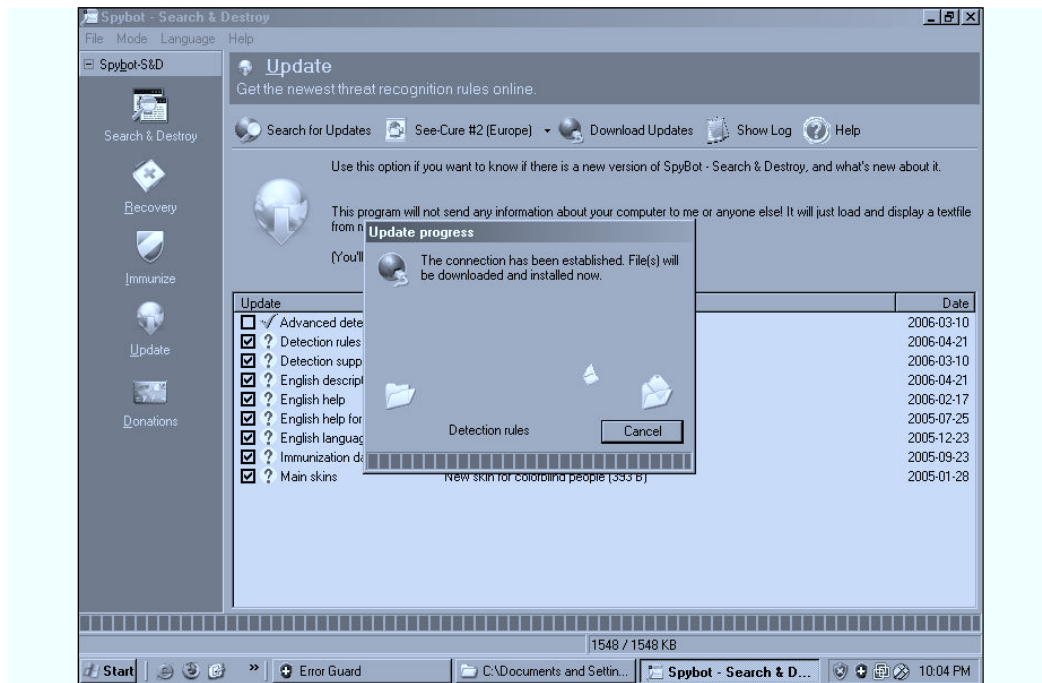 Spybot - Search & Destroy
File Mode Language Help
Spybot-S&D
Search & Destroy
Recovery
Immunize
Update
Donations
Update
Get the newest threat recognition rules online.
Search for Updates See-Cure #2 (Europe) Download Updates Show Log Help
Use this option if you want to know if there is a new version of SpyBot - Search & Destroy, and what's new about it.
This program will not send any information about your computer to me or anyone else! It will just load and display a textfile
from
(You'll
Update progress
The connection has been established. File(s) will
be downloaded and installed now.
Detection rules
Cancel
Update Date
Advanced dete 2006-03-10
Detection rules 2006-04-21
Detection supp 2006-03-10
English descript 2006-04-21
English help 2006-02-17
English help for 2005-07-25
English languag 2005-12-23
Immunization da 2005-09-23
Main skins New skin for colorblind people (393 B) 2005-01-28
1548 / 1548 KB
Start » Error Guard C:\Documents and Settin... Spybot - Search & D... 10:04 PM